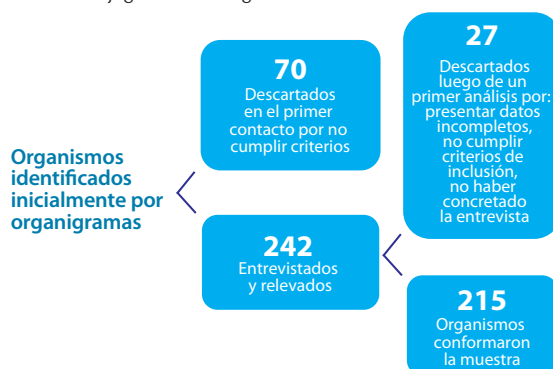 Organismos
identificados
inicialmente por
organigramas
70
Descartados
en el primer
contacto por no
cumplir criterios
242
Entrevistados
y relevados
27
Descartados
luego de un
primer análisis por:
presentar datos
incompletos,
no cumplir
criterios de
inclusión,
no haber
concretado
la entrevista
215
Organismos
conformaron
la muestra